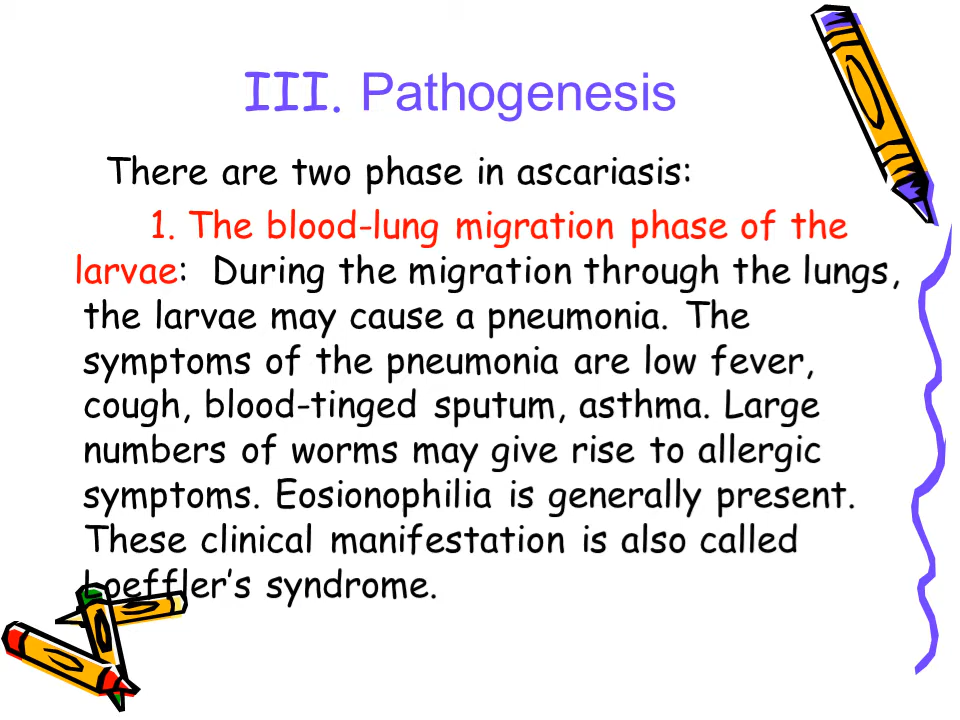 III. Pathogenesis
There are two phase in ascariasis:
1. The blood-lung migration phase of the
larvae: During the migration through the lungs,
the larvae may cause a pneumonia. The
symptoms of the pneumonia are low fever,
cough, blood-tinged sputum, asthma. Large
numbers of worms may give rise to allergic
symptoms. Eosionophilia is generally present.
These clinical manifestation is also called
Loeffler’s syndrome.